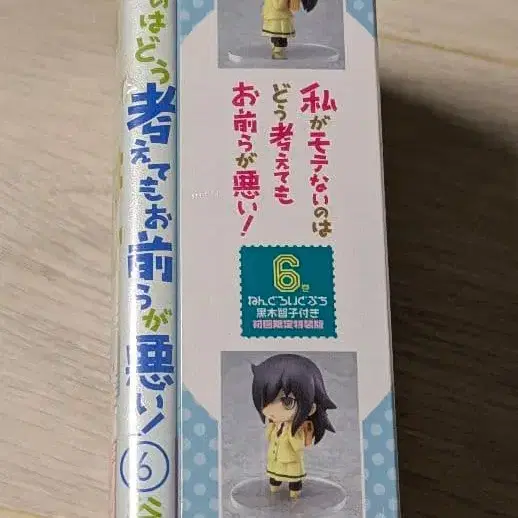 のはどう考えてもお前らが悪い!⑥谷
私がモテないのは
どう考えても
お前らが悪い!
6巻
ねんどろいどぷち
黒木智子付き
初回限定特装版